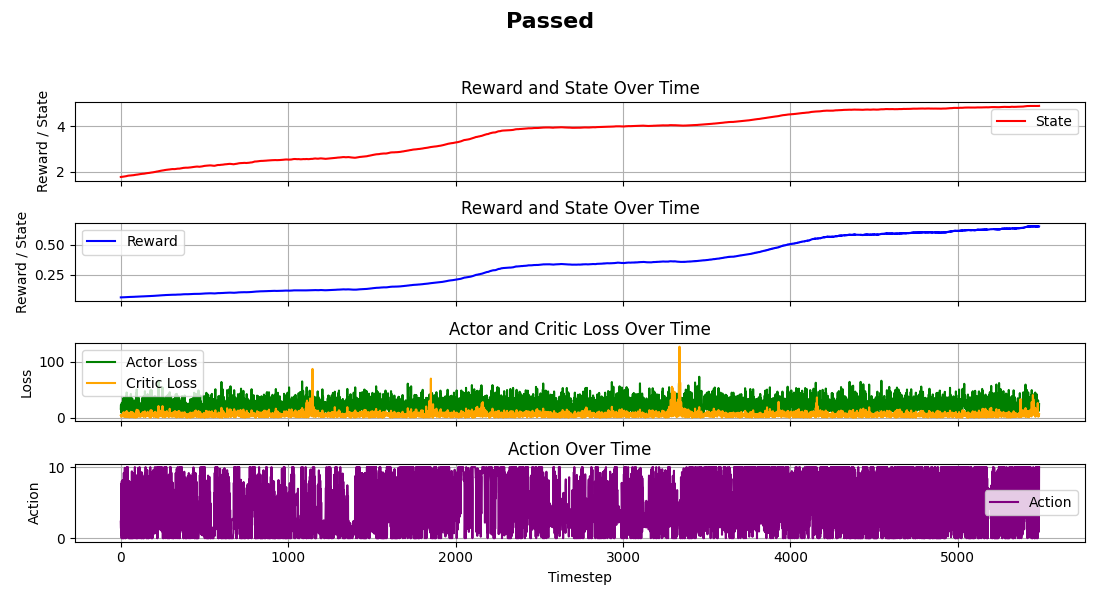 Passed
Reward and State Over Time
Reward / State
4
2
State
Reward and State Over Time
Reward / State
0.50
0.25
Reward
Actor and Critic Loss Over Time
Loss
100
0
Actor Loss
Critic Loss
Action Over Time
Action
10
0
Action
0 1000 2000 3000 4000 5000
Timestep